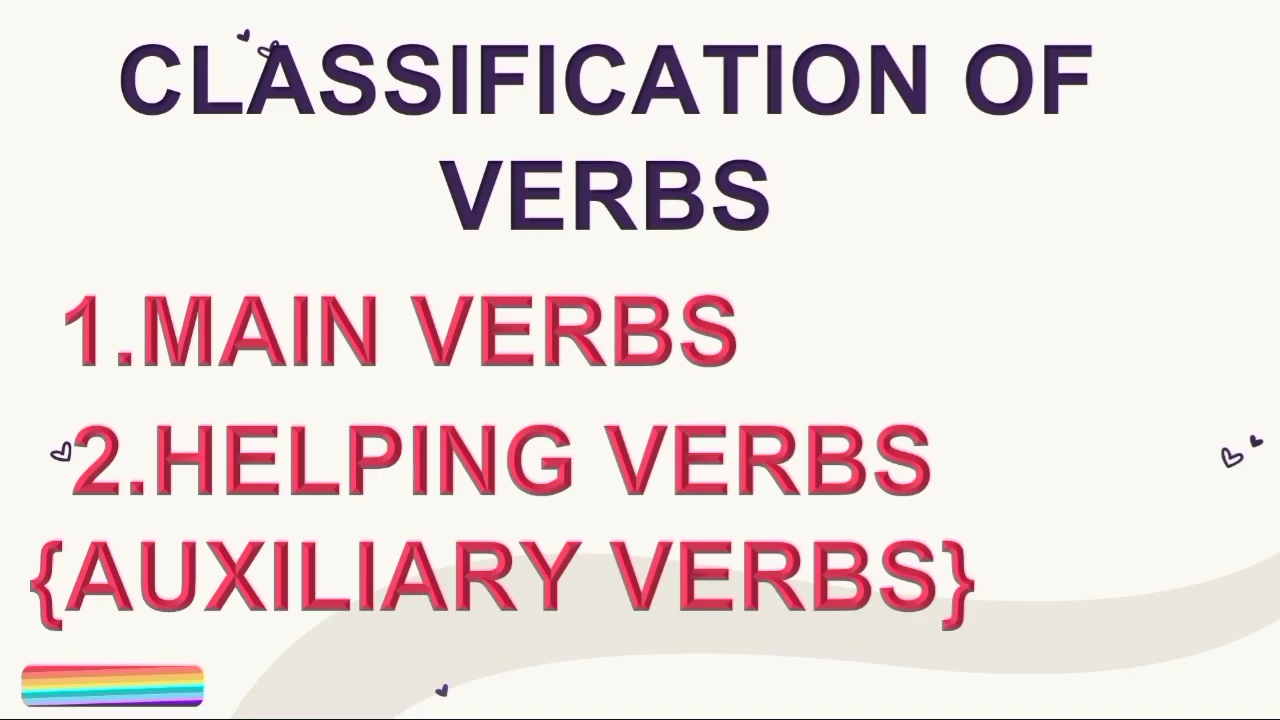 CLASSIFICATION OF
VERBS
1.MAIN VERBS
2.HELPING VERBS
{AUXILIARY VERBS}